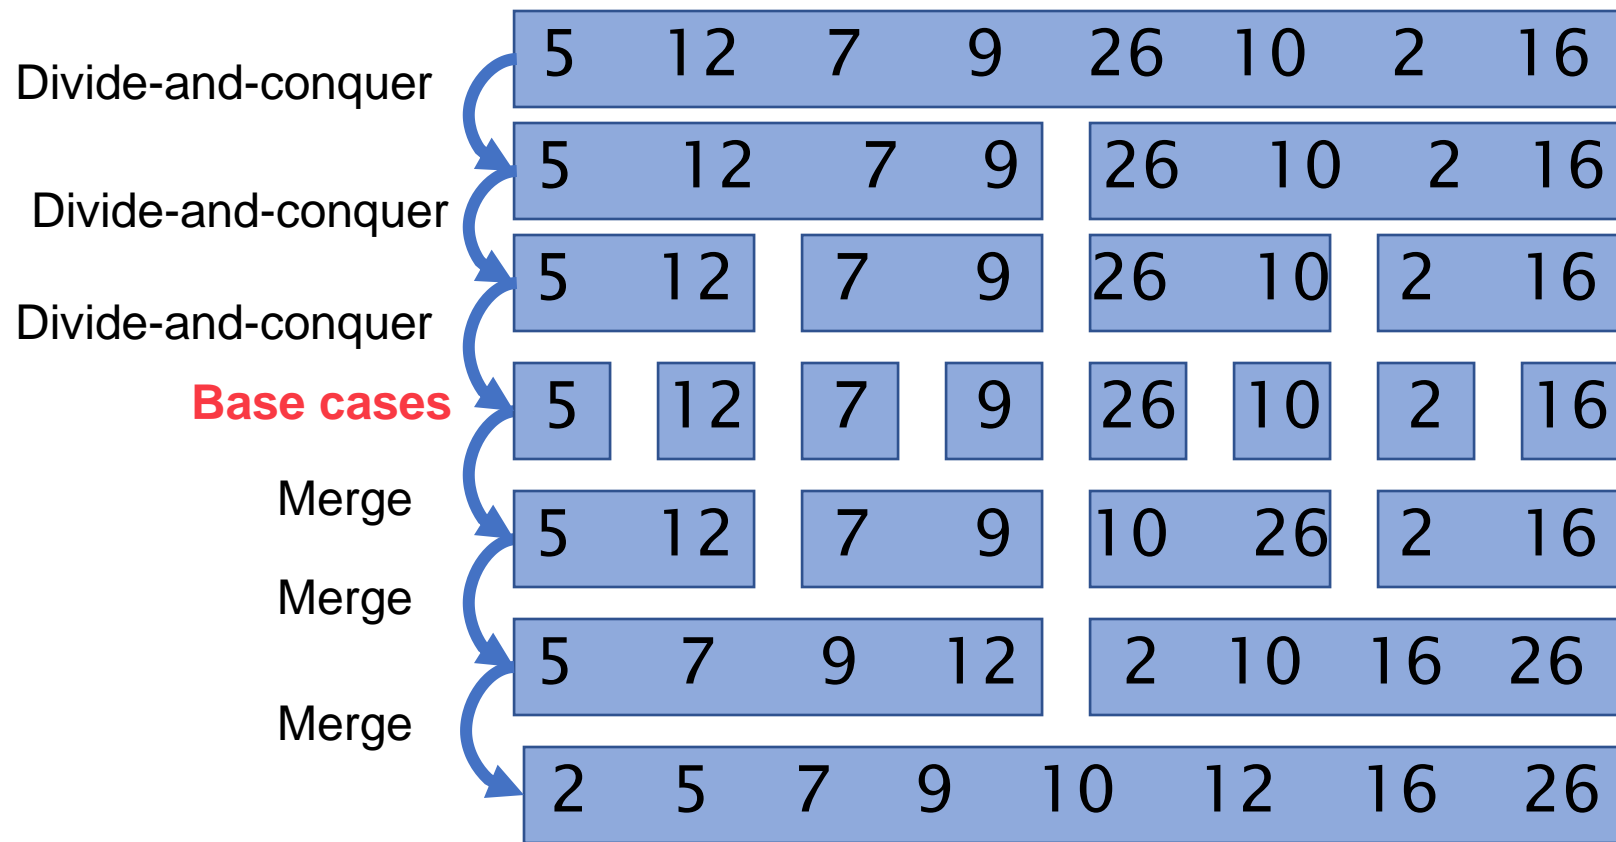 5 12 7 9 26 10 2 16
Divide-and-conquer
5 12 7 9 26 10 2 16
Divide-and-conquer
5 12 7 9 26 10 2 16
Divide-and-conquer
Base cases
5 12 7 9 26 10 2 16
Merge
5 12 7 9 10 26 2 16
Merge
5 7 9 12 2 10 16 26
Merge
2 5 7 9 10 12 16 26